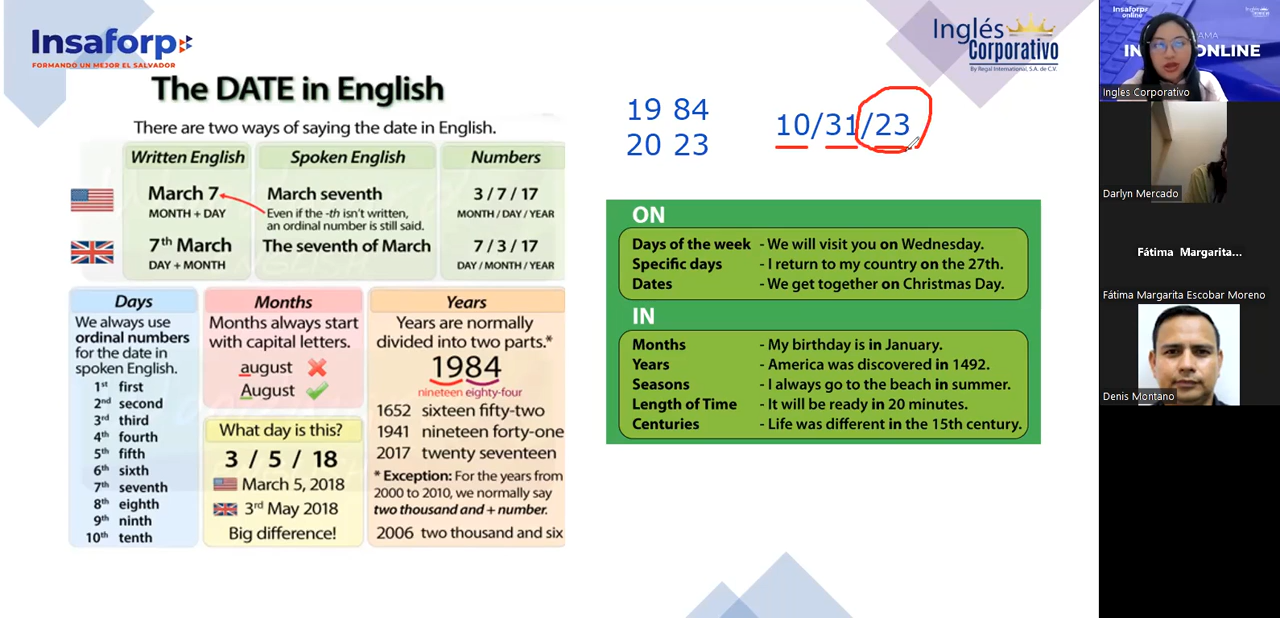 Insaforp
FORMANDO UN MEJOR EL SALVADOR
Inglés
Corporativo
By Regal International, S.A. de C.V.
The DATE in English
There are two ways of saying the date in English.
Written English Spoken English Numbers
March 7 March seventh 3 / 7 / 17
MONTH + DAY Even if the -th isn't written, MONTH / DAY / YEAR
an ordinal number is still said.
7th March The seventh of March 7 / 3 / 17
DAY + MONTH DAY / MONTH / YEAR
Days
We always use
ordinal numbers
for the date in
spoken English.
1st first
2nd second
3rd third
4th fourth
5th fifth
6th sixth
7th seventh
8th eighth
9th ninth
10th tenth
Months
Months always start
with capital letters.
august
August
What day is this?
3 / 5 / 18
March 5, 2018
3rd May 2018
Big difference!
Years
Years are normally
divided into two parts.*
1984
nineteen eighty-four
1652 sixteen fifty-two
1941 nineteen forty-one
2017 twenty seventeen
* Exception: For the years from
2000 to 2010, we normally say
two thousand and + number.
2006 two thousand and six
19 84
20 23
10/31/23
ON
Days of the week - We will visit you on Wednesday.
Specific days - I return to my country on the 27th.
Dates - We get together on Christmas Day.
IN
Months - My birthday is in January.
Years - America was discovered in 1492.
Seasons - I always go to the beach in summer.
Length of Time - It will be ready in 20 minutes.
Centuries - Life was different in the 15th century.
Insaforp
online
ONLINE
Ingles Corporativo
Darlyn Mercado
Fátima Margarita...
Fátima Margarita Escobar Moreno
Denis Montano